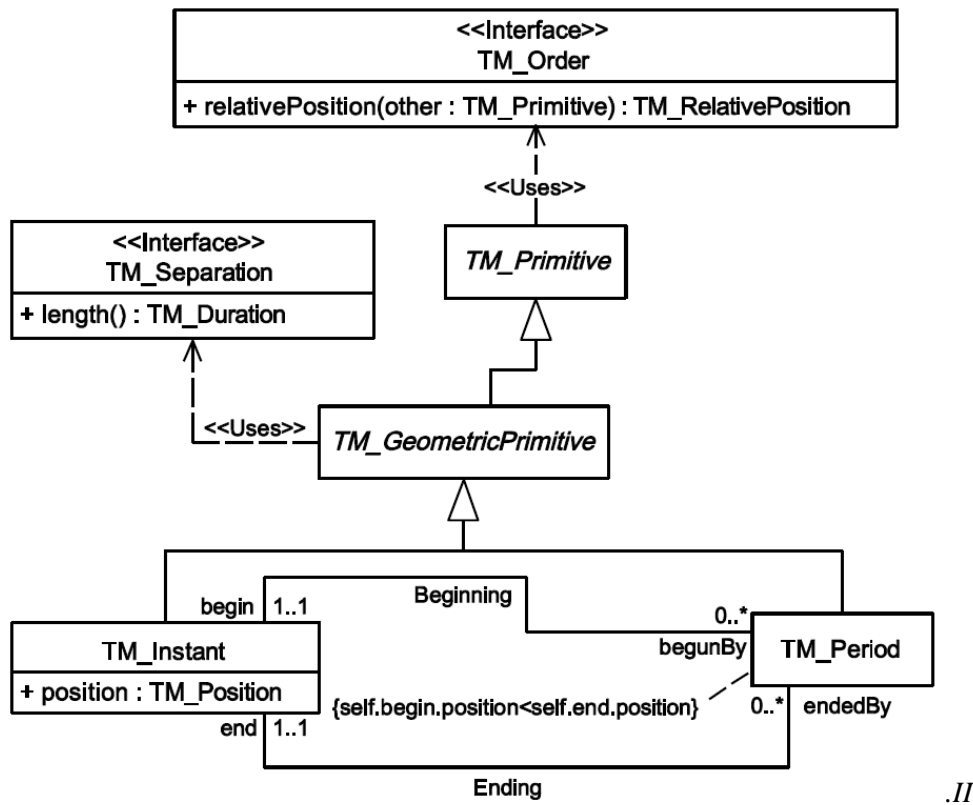 <<Interface>>
TM_Order
+ relativePosition(other : TM_Primitive) : TM_RelativePosition
<<Uses>>
<<Interface>>
TM_Separation
+ length() : TM_Duration
TM_Primitive
<<Uses>>
TM_GeometricPrimitive
begin
1..1
Beginning
0..*
begunBy
TM_Instant
+ position : TM_Position
TM_Period
{self.begin.position<self.end.position}
end
1..1
0..*
endedBy
Ending
.II